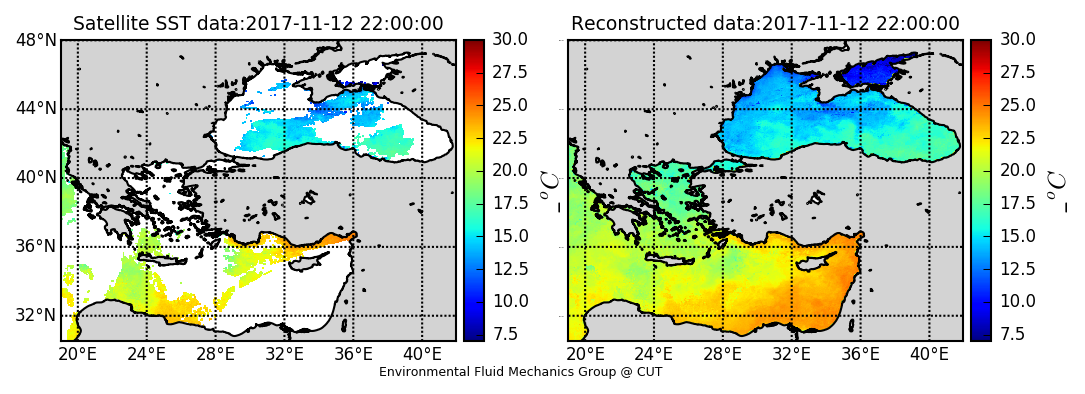 Satellite SST data:2017-11-12 22:00:00
48°N
44°N
40°N
36°N
32°N
20°E 24°E 28°E 32°E 36°E 40°E
30.0
27.5
25.0
22.5
20.0
17.5
15.0
12.5
10.0
7.5
_°C
Reconstructed data:2017-11-12 22:00:00
20°E 24°E 28°E 32°E 36°E 40°E
30.0
27.5
25.0
22.5
20.0
17.5
15.0
12.5
10.0
7.5
_°C
Environmental Fluid Mechanics Group @ CUT